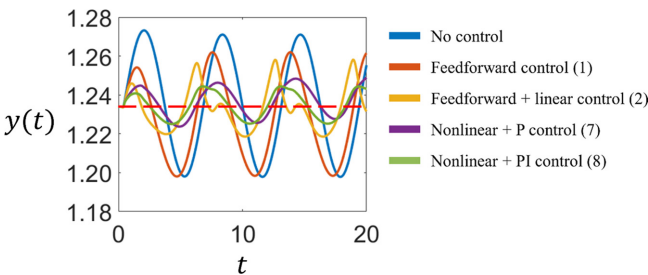 1.28
1.26
1.24
1.22
1.20
1.18
y(t)
0
10
20
t
No control
Feedforward control (1)
Feedforward + linear control (2)
Nonlinear + P control (7)
Nonlinear + PI control (8)